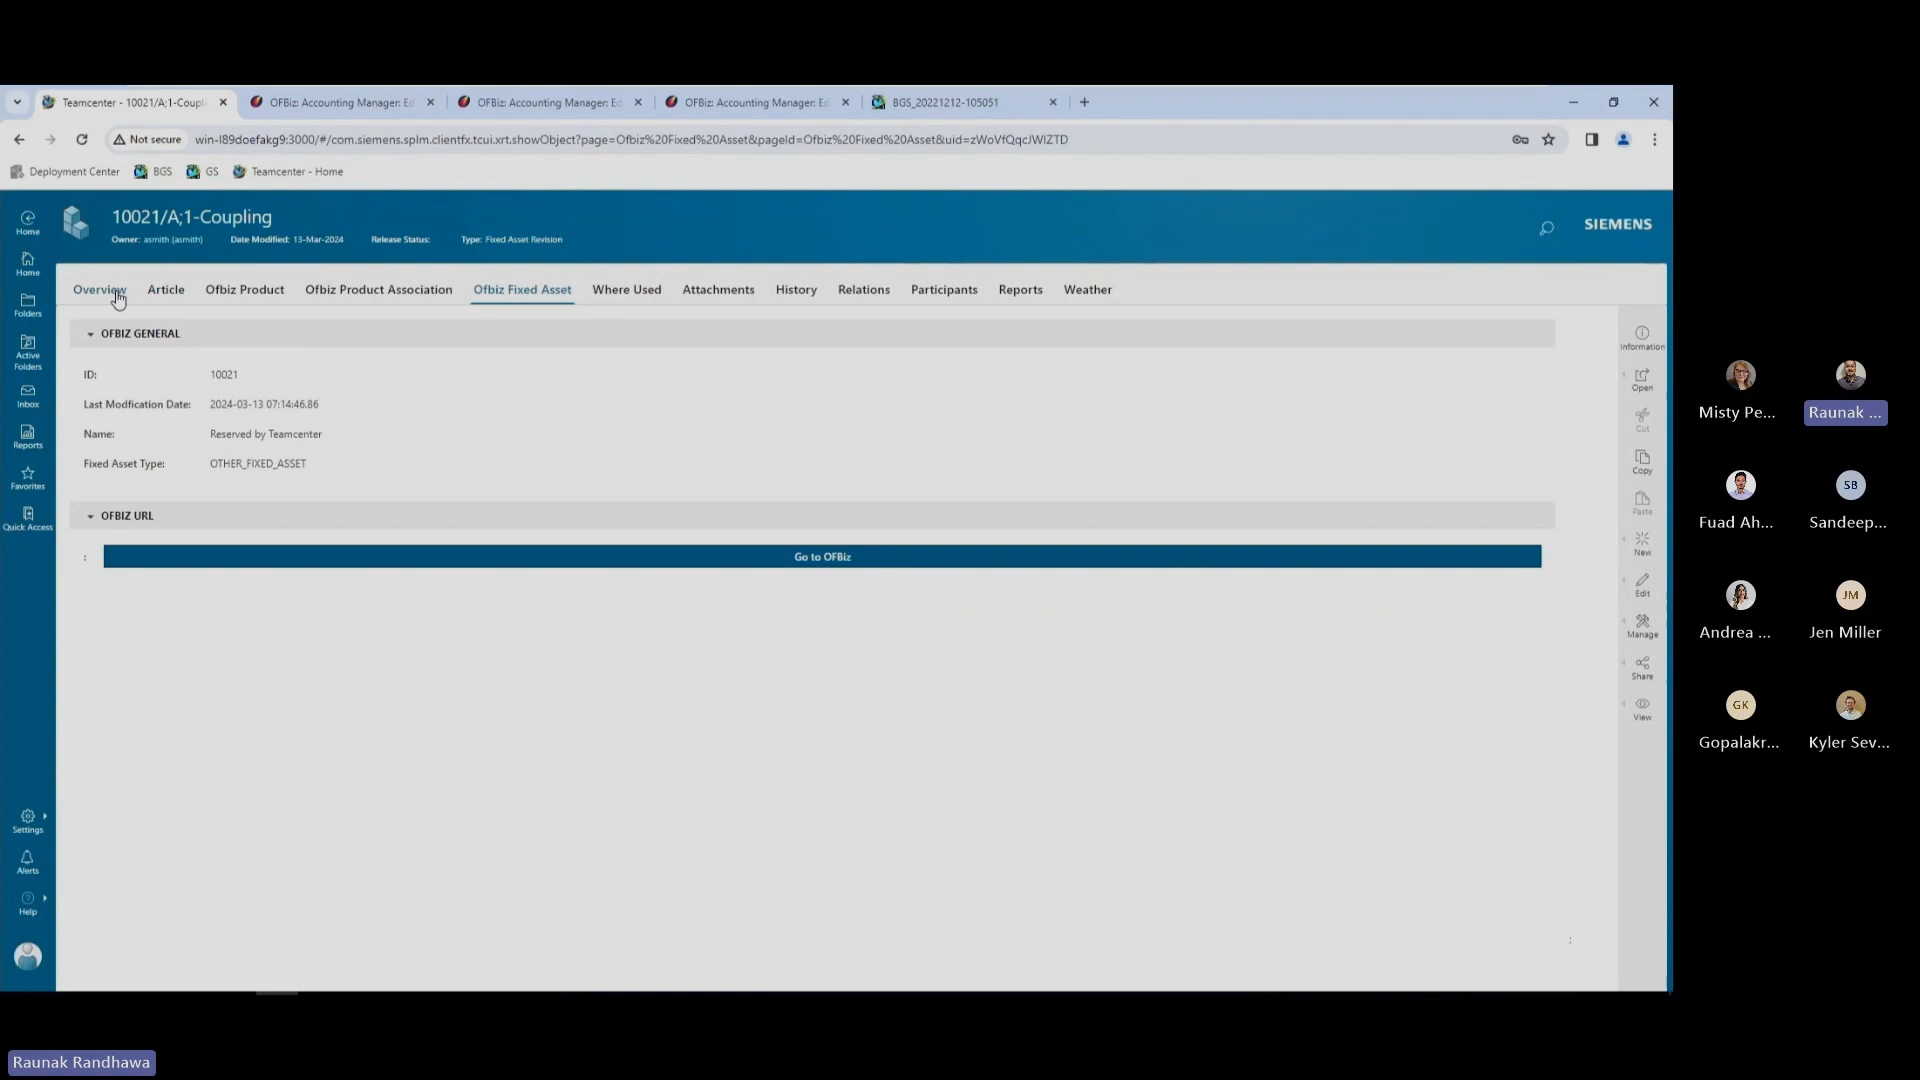 Teamcenter - 10021/A;1-Coupli
OFBiz: Accounting Manager: Ed
OFBiz: Accounting Manager: Ed
OFBiz: Accounting Manager: Ed
BGS_20221212-105051
Not secure
win-l89doefakg9:3000/#/com.siemens.splm.clientfx.tcui.xrt.showObject?page=Ofbiz%20Fixed%20Asset&pageId=Ofbiz%20Fixed%20Asset&uid=zWoVfQqcJWlZTD
Deployment Center
BGS
GS
Teamcenter - Home
10021/A;1-Coupling
Owner: asmith (asmith)
Date Modified: 13-Mar-2024
Release Status:
Type: Fixed Asset Revision
SIEMENS
Home
Home
Folders
Active
Folders
Inbox
Reports
Favorites
Quick Access
Settings
Alerts
Help
Overview
Article
Ofbiz Product
Ofbiz Product Association
Ofbiz Fixed Asset
Where Used
Attachments
History
Relations
Participants
Reports
Weather
OFBIZ GENERAL
ID: 10021
Last Modfication Date: 2024-03-13 07:14:46.86
Name: Reserved by Teamcenter
Fixed Asset Type: OTHER_FIXED_ASSET
OFBIZ URL
:
Go to OFBiz
Information
Open
Cut
Copy
Paste
New
Edit
Manage
Share
View
Misty Pe...
Raunak ...
Fuad Ah...
SB
Sandeep...
Andrea ...
JM
Jen Miller
GK
Gopalakr...
Kyler Sev...
Raunak Randhawa